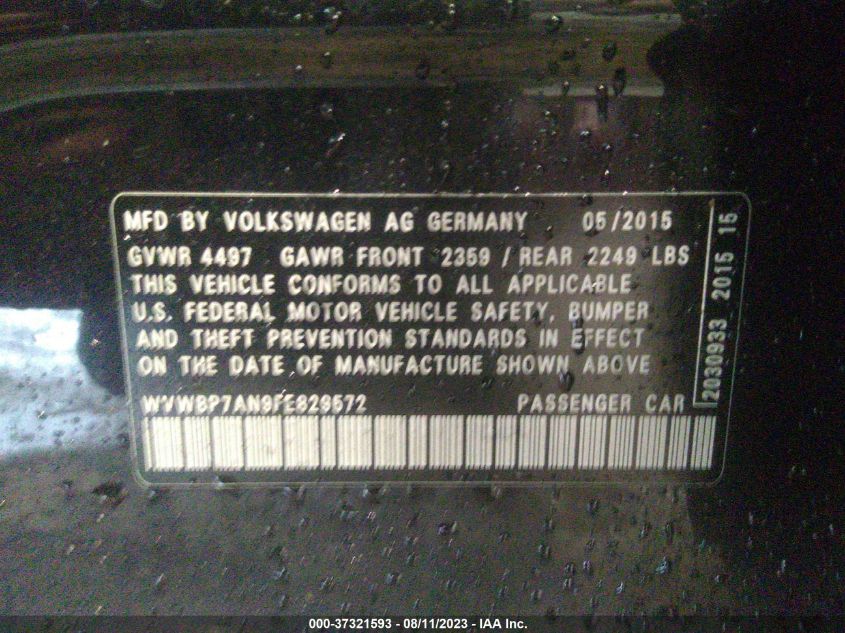 MFD BY VOLKSWAGEN AG GERMANY 05/2015
GVWR 4497 GAWR FRONT 2359 / REAR 2249 LBS
THIS VEHICLE CONFORMS TO ALL APPLICABLE
U.S. FEDERAL MOTOR VEHICLE SAFETY, BUMPER
AND THEFT PREVENTION STANDARDS IN EFFECT
ON THE DATE OF MANUFACTURE SHOWN ABOVE
WVWBP7AN9FE829572 PASSENGER CAR
2030933 2015 15
000-37321593 - 08/11/2023 - IAA Inc.